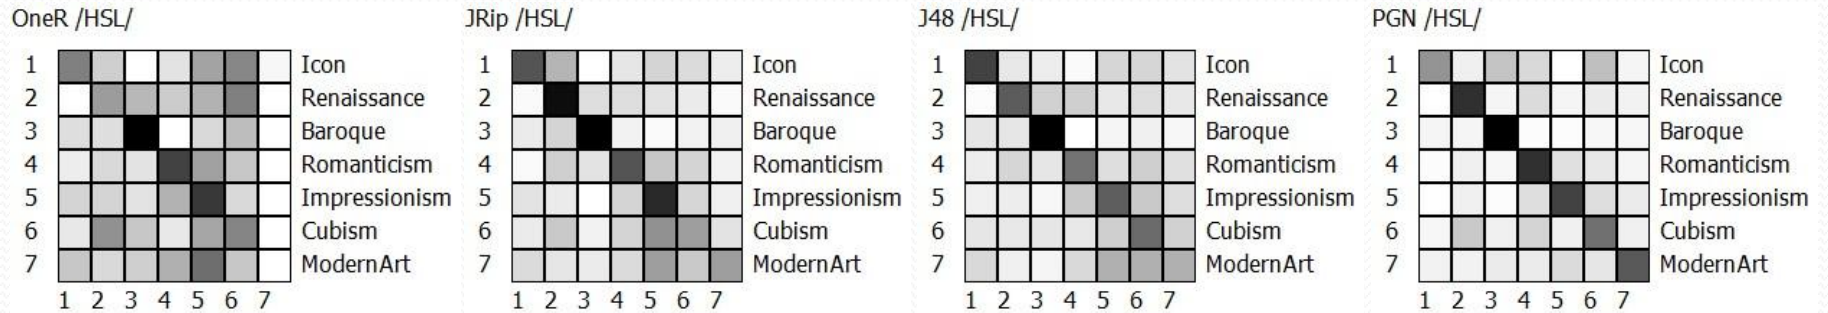 OneR /HSL/
1 Icon
2 Renaissance
3 Baroque
4 Romanticism
5 Impressionism
6 Cubism
7 ModernArt
1 2 3 4 5 6 7
JRip /HSL/
1 Icon
2 Renaissance
3 Baroque
4 Romanticism
5 Impressionism
6 Cubism
7 ModernArt
1 2 3 4 5 6 7
J48 /HSL/
1 Icon
2 Renaissance
3 Baroque
4 Romanticism
5 Impressionism
6 Cubism
7 ModernArt
1 2 3 4 5 6 7
PGN /HSL/
1 Icon
2 Renaissance
3 Baroque
4 Romanticism
5 Impressionism
6 Cubism
7 ModernArt
1 2 3 4 5 6 7